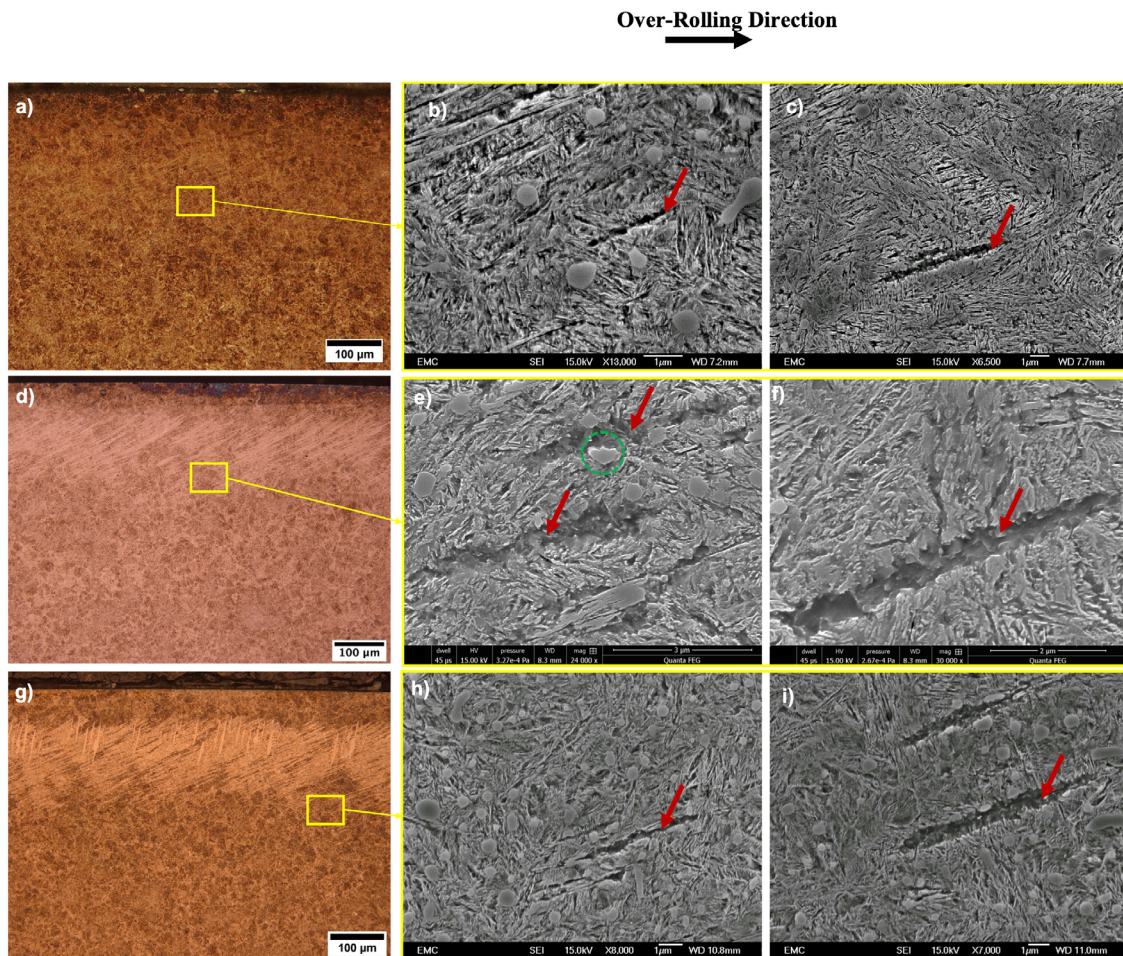 Over-Rolling Direction
a)
100 µm
b)
EMC SEI 15.0kV X13,000 1µm WD 7.2mm
c)
EMC SEI 15.0kV X6,500 1µm WD 7.7mm
d)
100 µm
e)
dwell HV pressure WD mag 3 µm
45 µs 15.00 kV 3.27e-4 Pa 8.3 mm 24 000 x Quanta FEG
f)
dwell HV pressure WD mag 2 µm
45 µs 15.00 kV 2.67e-4 Pa 8.3 mm 30 000 x Quanta FEG
g)
100 µm
h)
EMC SEI 15.0kV X8,000 1µm WD 10.8mm
i)
EMC SEI 15.0kV X7,000 1µm WD 11.0mm